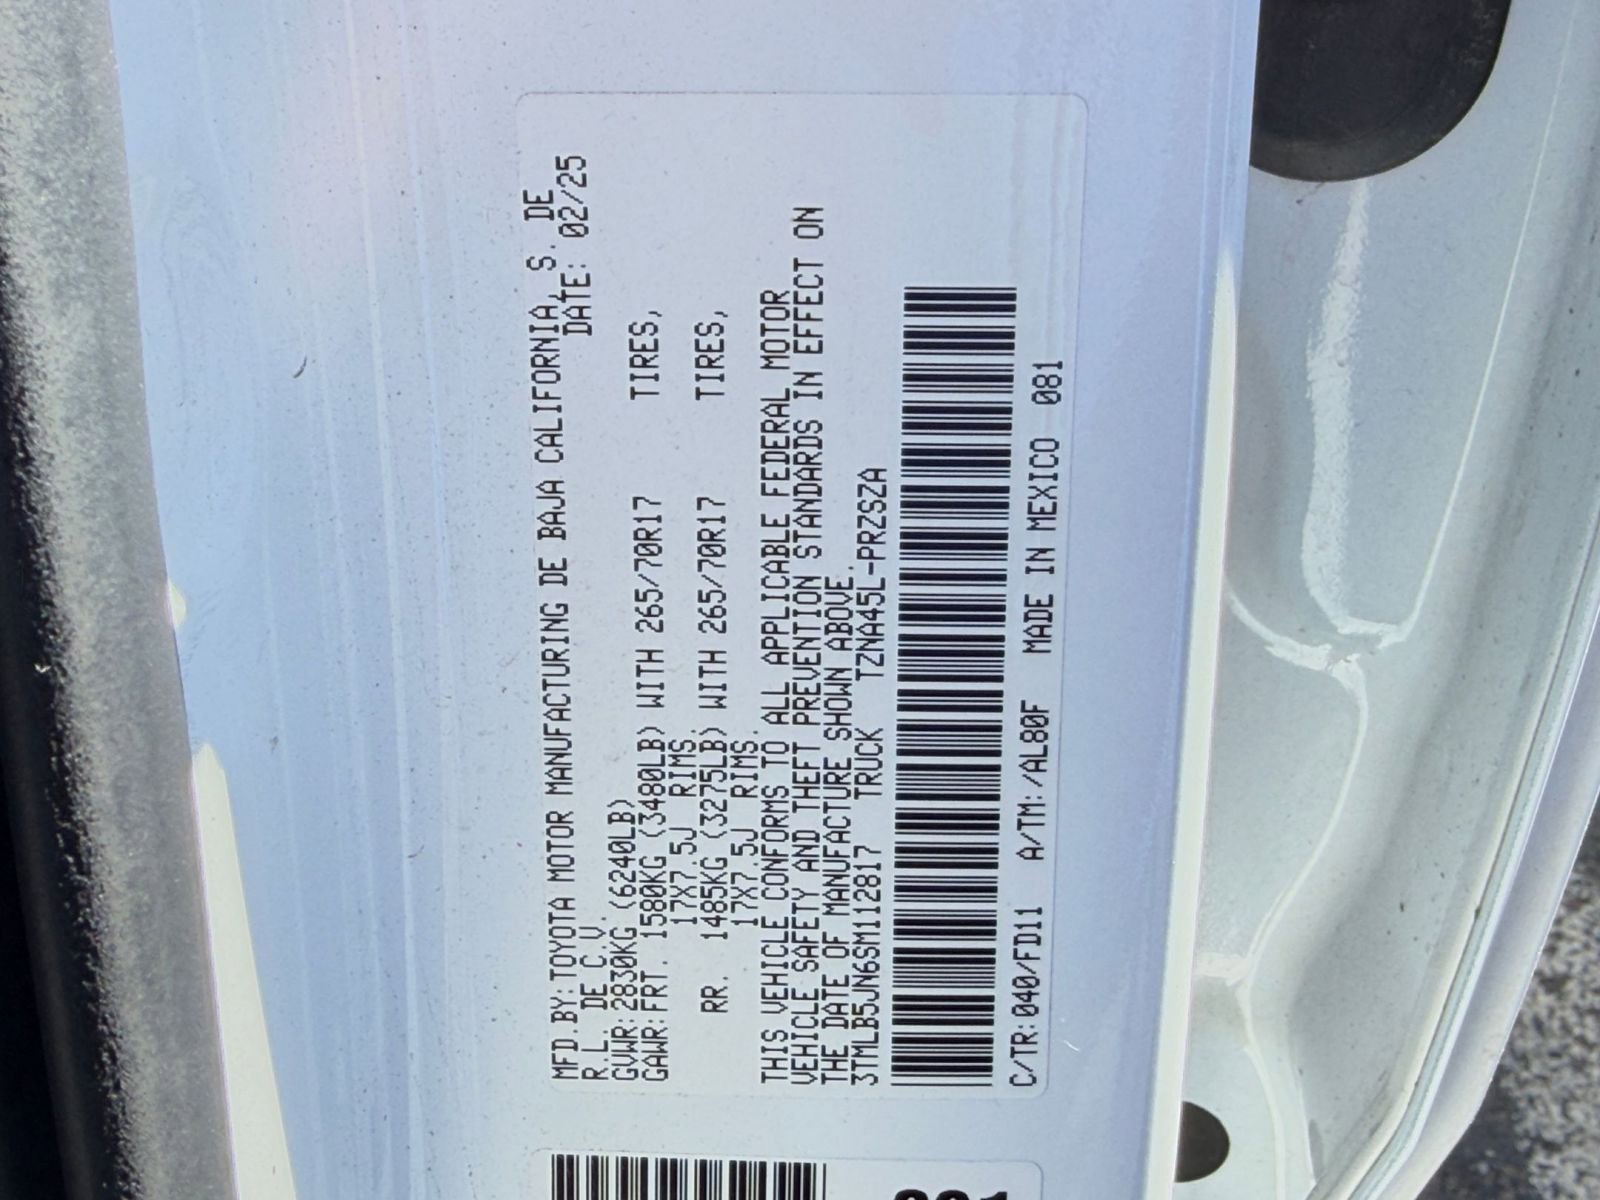 MFD.BY:TOYOTA MOTOR MANUFACTURING DE BAJA CALIFORNIA,S. DE
R.L. DE C.V. DATE: 02/25
GVWR:2830KG (6240LB)
GAWR:FRT. 1580KG (3480LB) WITH 265/70R17 TIRES,
17X7.5J RIMS.
RR. 1485KG (3275LB) WITH 265/70R17 TIRES,
17X7.5J RIMS.
THIS VEHICLE CONFORMS TO ALL APPLICABLE FEDERAL MOTOR
VEHICLE SAFETY AND THEFT PREVENTION STANDARDS IN EFFECT ON
THE DATE OF MANUFACTURE SHOWN ABOVE.
3TMLB5JN6SM112817 TRUCK TZNA45L-PRZSZA
C/TR:040/FD11 A/TM:/AL80F MADE IN MEXICO 081